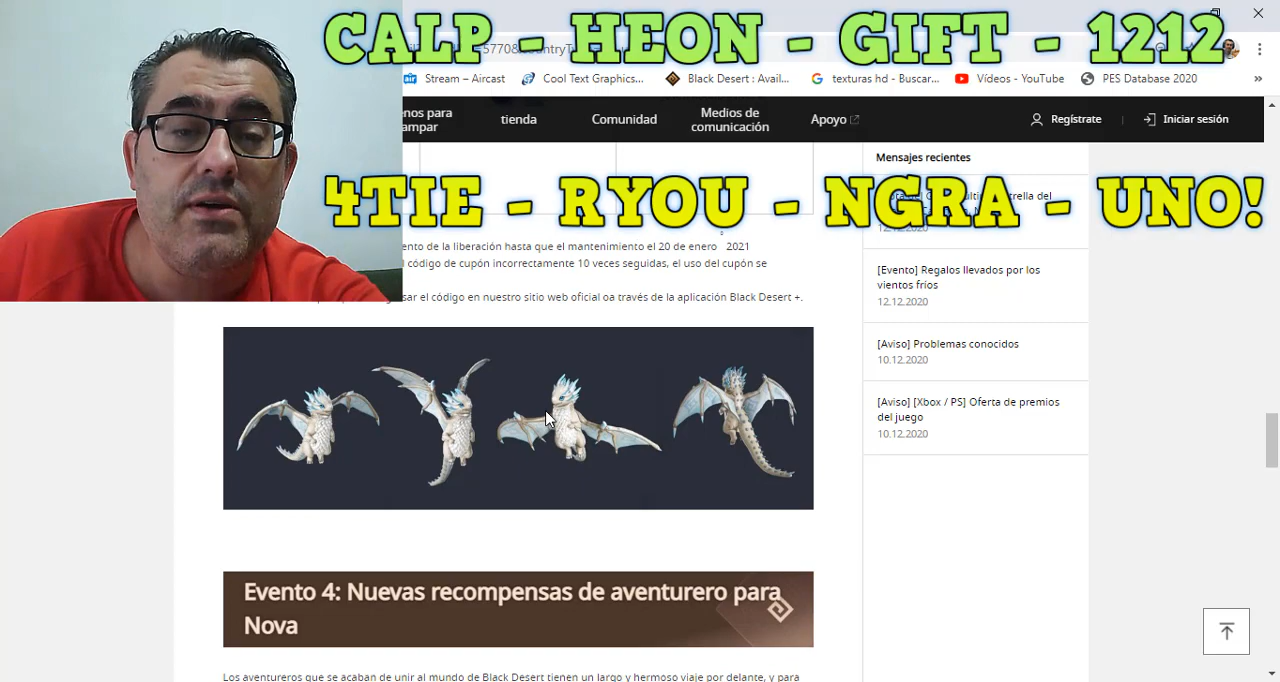 CALP - HEON - GIFT - 1212
Stream – Aircast
Cool Text Graphics...
Black Desert : Avail...
texturas hd - Buscar...
Vídeos - YouTube
PES Database 2020
»
enos para
ampar
tienda
Comunidad
Medios de
comunicación
Apoyo
Regístrate
Iniciar sesión
Mensajes recientes
4TIE - RYOU - NGRA - UNO!
strella del
12.12.2020
ento de la liberación hasta que el mantenimiento el 20 de enero 2021
l código de cupón incorrectamente 10 veces seguidas, el uso del cupón se
sar el código en nuestro sitio web oficial oa través de la aplicación Black Desert +.
[Evento] Regalos llevados por los
vientos fríos
12.12.2020
[Aviso] Problemas conocidos
10.12.2020
[Aviso] [Xbox / PS] Oferta de premios
del juego
10.12.2020
Evento 4: Nuevas recompensas de aventurero para
Nova
Los aventureros que se acaban de unir al mundo de Black Desert tienen un largo y hermoso viaje por delante, y para